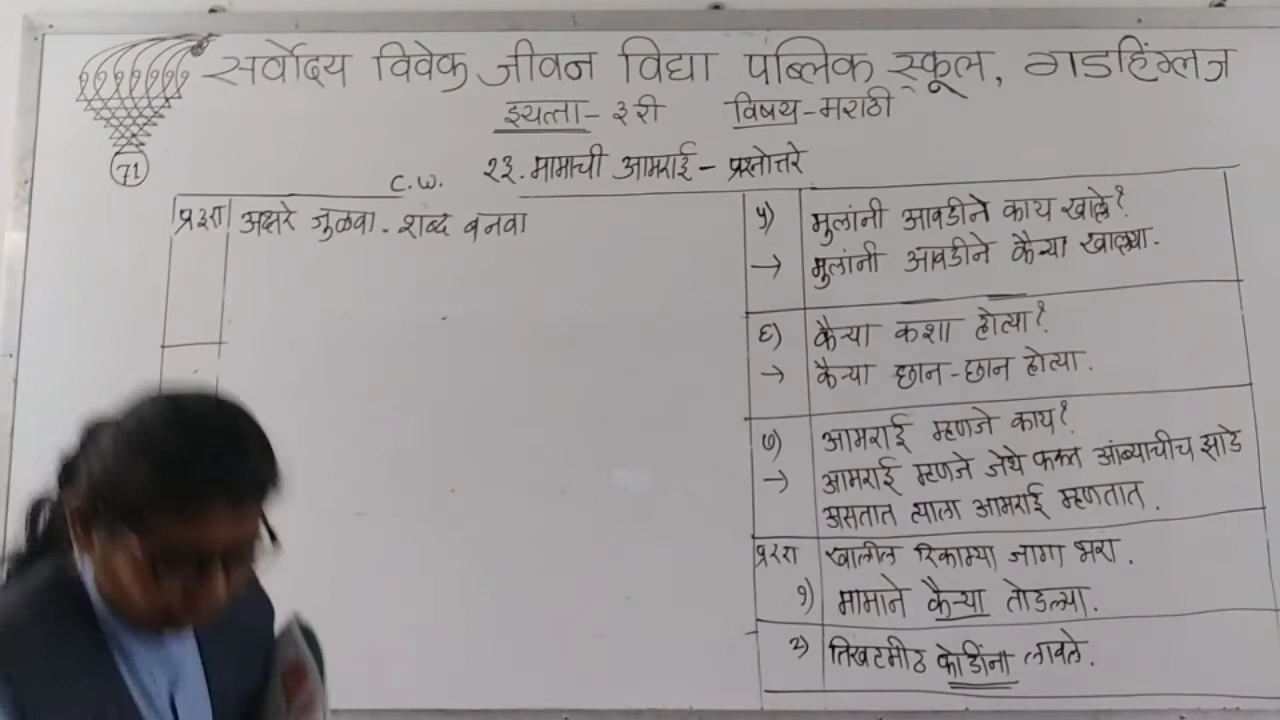 सर्वोदय विवेक जीवन विद्या पब्लिक स्कूल, गडहिंग्लज
इयत्ता - ३री विषय - मराठी
71
C.W. २३. मामाची आमराई - प्रश्नोत्तरे
प्र ३रा अक्षरे जुळवा. शब्द बनवा
५) मुलांनी आवडीने काय खाल्ले?
→ मुलांनी आवडीने कैऱ्या खाल्ल्या.
६) कैऱ्या कशा होत्या?
→ कैऱ्या छान-छान होत्या.
७) आमराई म्हणजे काय?
→ आमराई म्हणजे जेथे फक्त आंब्याचीच झाडे
असतात त्याला आमराई म्हणतात.
प्र २रा खालील रिकाम्या जागा भरा.
१) मामाने कैऱ्या तोडल्या.
२) तिखटमीठ फोडींना लावले.